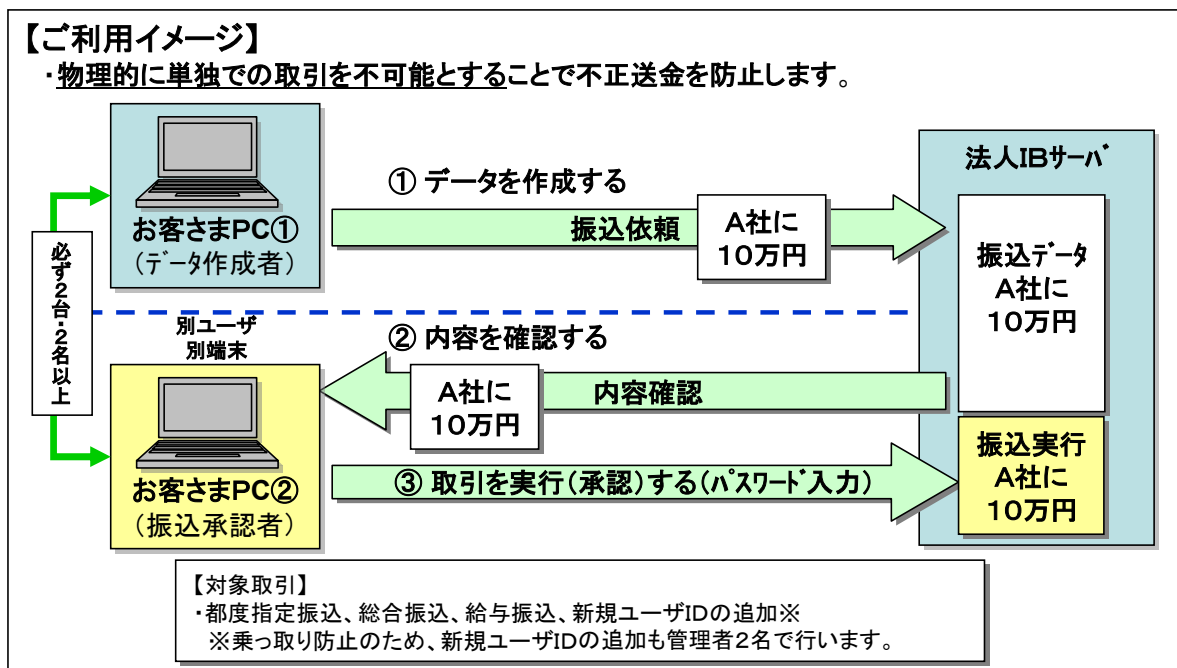 【ご利用イメージ】
・物理的に単独での取引を不可能とすることで不正送金を防止します。
お客さまPC①
（ﾃﾞｰﾀ作成者）
① データを作成する
振込依頼
A社に
10万円
法人IBｻｰﾊﾞ
振込ﾃﾞｰﾀ
A社に
10万円
必ず2台・2名以上
別ユーザ
別端末
② 内容を確認する
A社に
10万円
内容確認
お客さまPC②
（振込承認者）
③ 取引を実行（承認）する（ﾊﾟｽﾜｰﾄﾞ入力）
振込実行
A社に
10万円
【対象取引】
・都度指定振込、総合振込、給与振込、新規ユーザIDの追加※
※乗っ取り防止のため、新規ユーザIDの追加も管理者2名で行います。